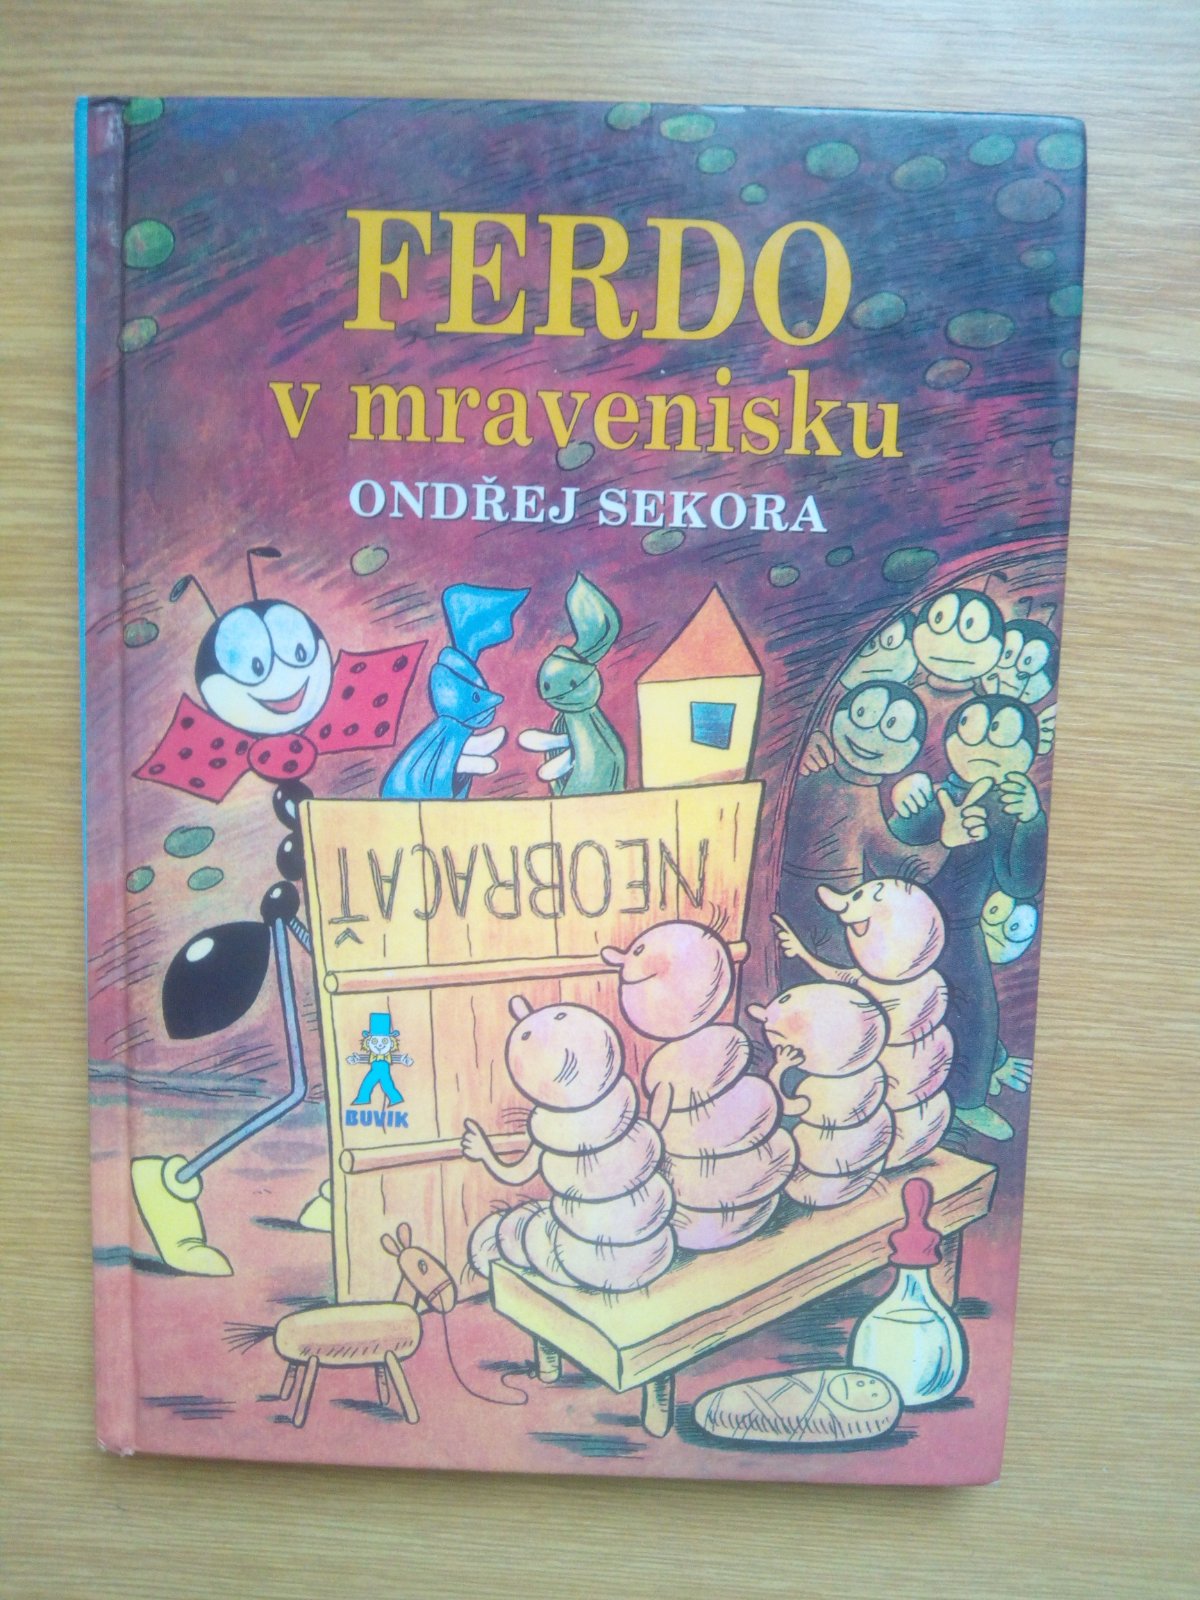 FERDO
v mravenisku
ONDŘEJ SEKORA
NEOBRACAŤ
BUVIK